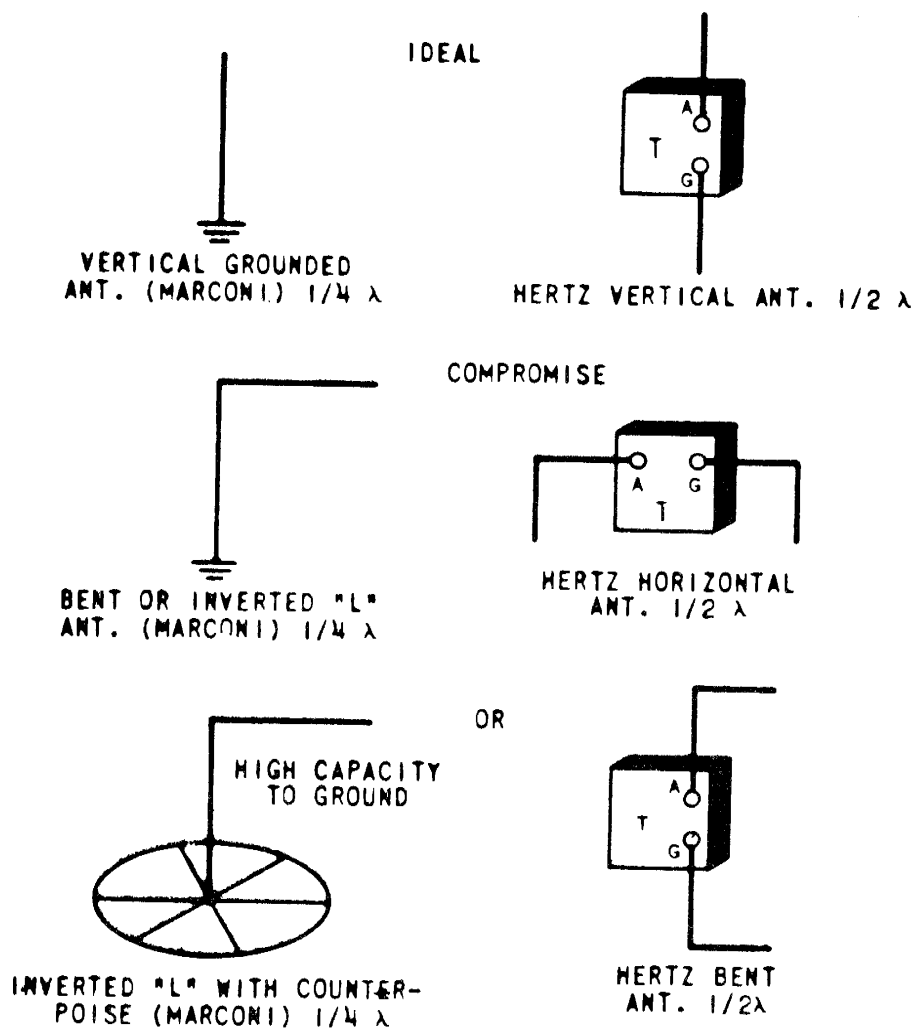 IDEAL
A
T
G
VERTICAL GROUNDED
ANT. (MARCONI) 1/4 λ
HERTZ VERTICAL ANT. 1/2 λ
COMPROMISE
A G
T
BENT OR INVERTED "L"
ANT. (MARCONI) 1/4 λ
HERTZ HORIZONTAL
ANT. 1/2 λ
OR
HIGH CAPACITY
TO GROUND
A
T
G
INVERTED "L" WITH COUNTER-
POISE (MARCONI) 1/4 λ
HERTZ BENT
ANT. 1/2λ